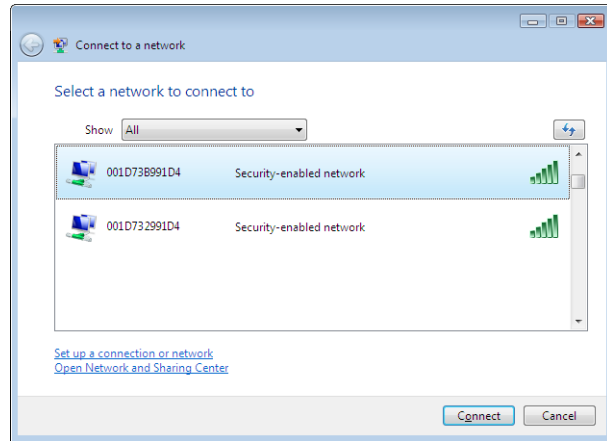 Connect to a network
Select a network to connect to
Show All
001D73B991D4 Security-enabled network
001D732991D4 Security-enabled network
Set up a connection or network
Open Network and Sharing Center
Connect Cancel